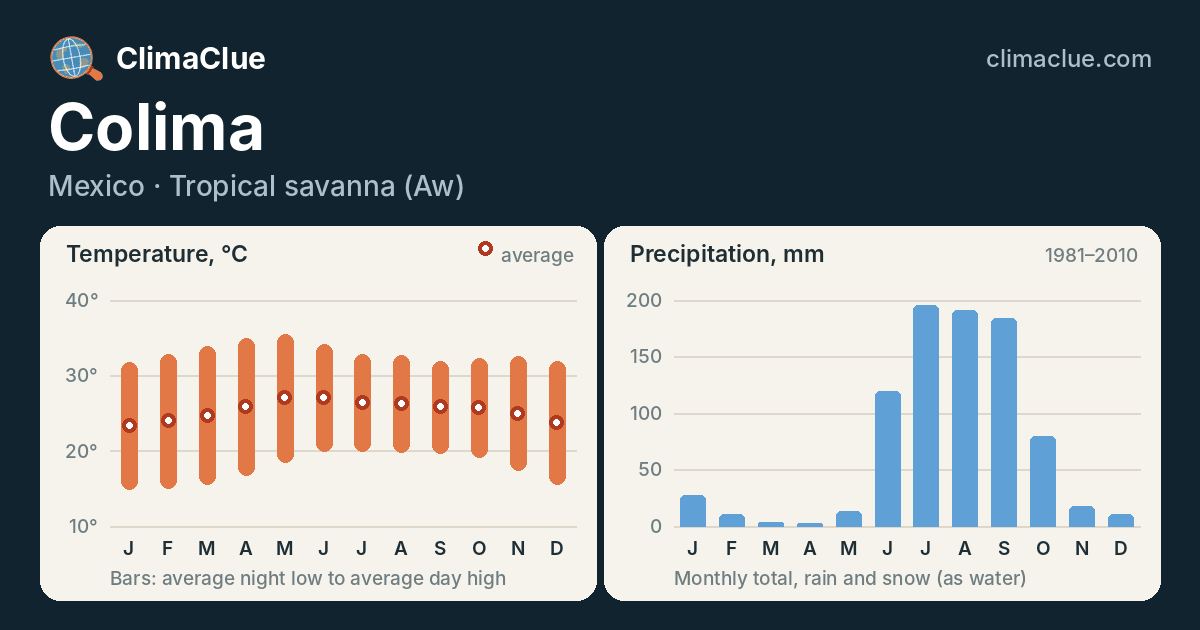 ClimaClue
climaclue.com
Colima
Mexico · Tropical savanna (Aw)
Temperature, °C
average
40°
30°
20°
10°
J F M A M J J A S O N D
Bars: average night low to average day high
Precipitation, mm
1981–2010
200
150
100
50
0
J F M A M J J A S O N D
Monthly total, rain and snow (as water)